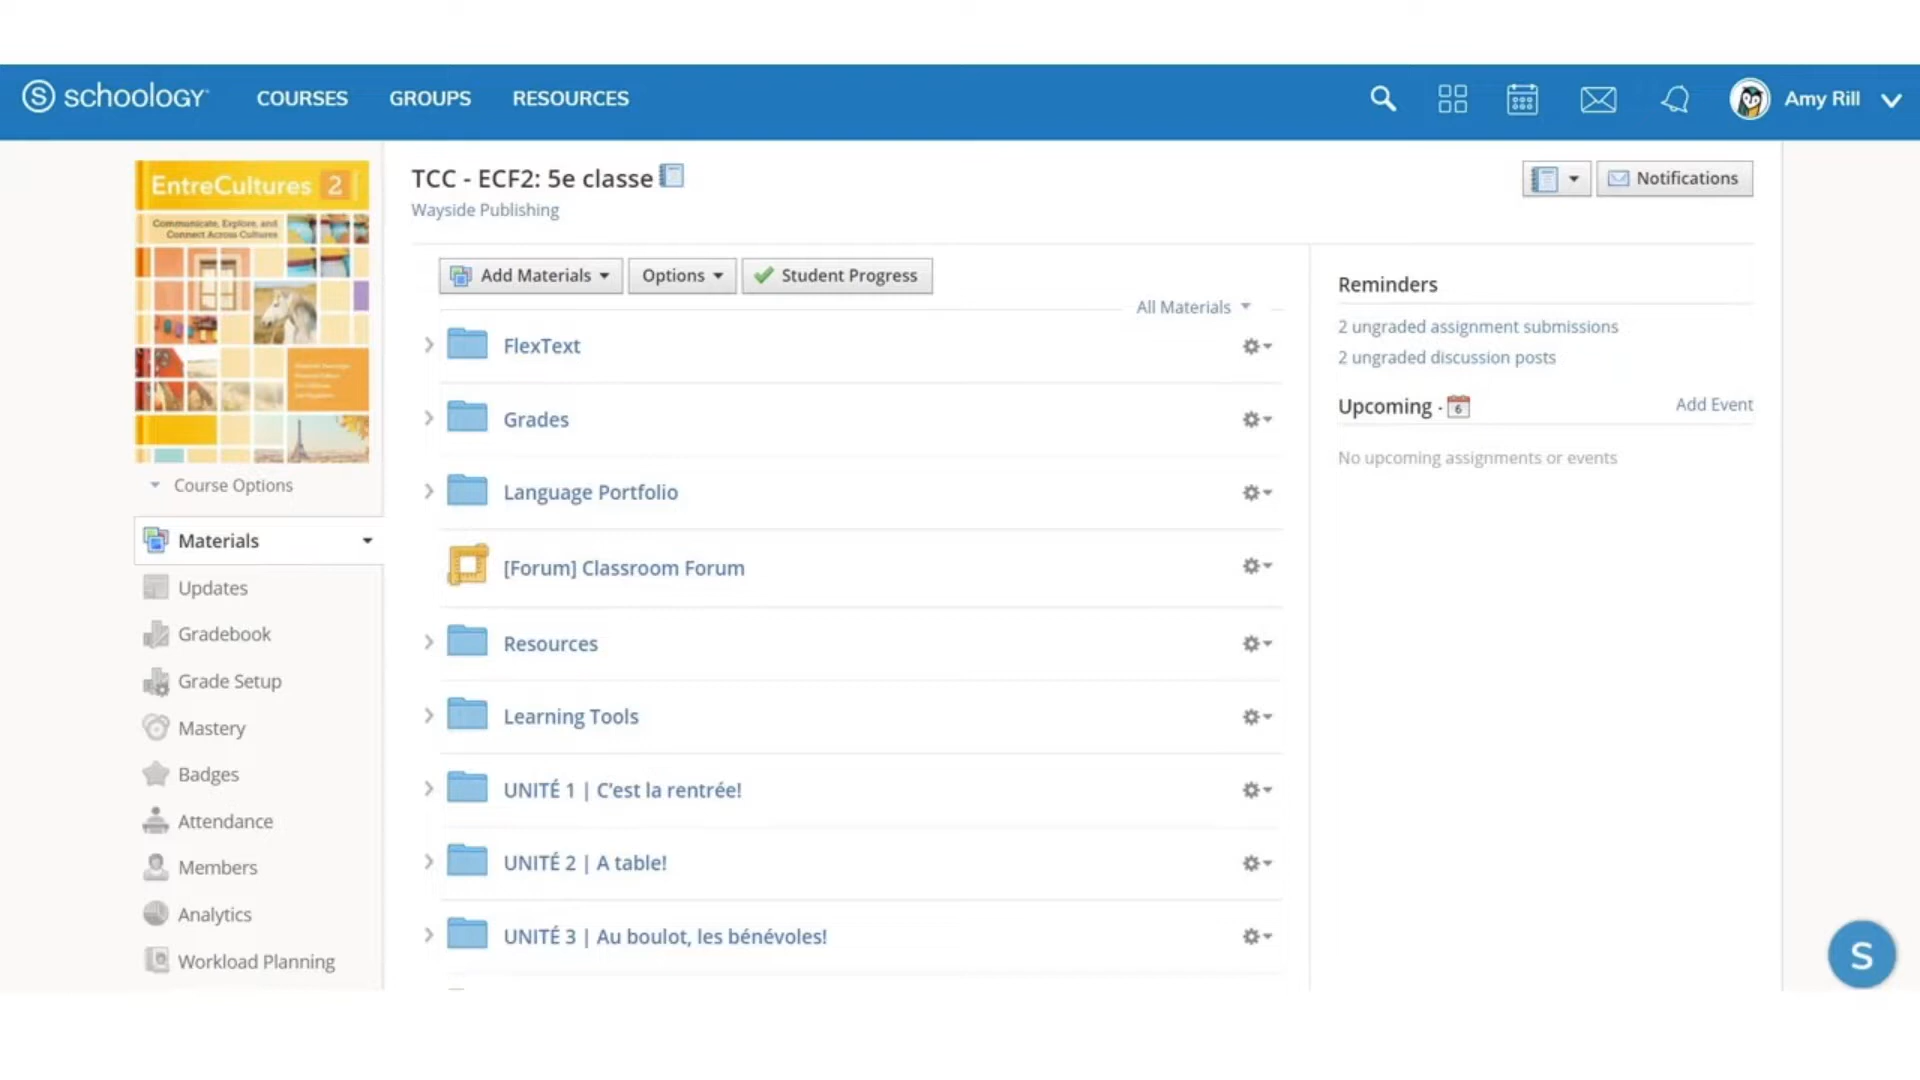 schoology COURSES GROUPS RESOURCES Amy Rill
EntreCultures 2
Communicate, Explore, and
Connect Across Cultures
Course Options
Materials
Updates
Gradebook
Grade Setup
Mastery
Badges
Attendance
Members
Analytics
Workload Planning
TCC - ECF2: 5e classe
Wayside Publishing
Notifications
Add Materials Options Student Progress
All Materials
FlexText
Grades
Language Portfolio
[Forum] Classroom Forum
Resources
Learning Tools
UNITÉ 1 | C'est la rentrée!
UNITÉ 2 | A table!
UNITÉ 3 | Au boulot, les bénévoles!
Reminders
2 ungraded assignment submissions
2 ungraded discussion posts
Upcoming · 6 Add Event
No upcoming assignments or events
S